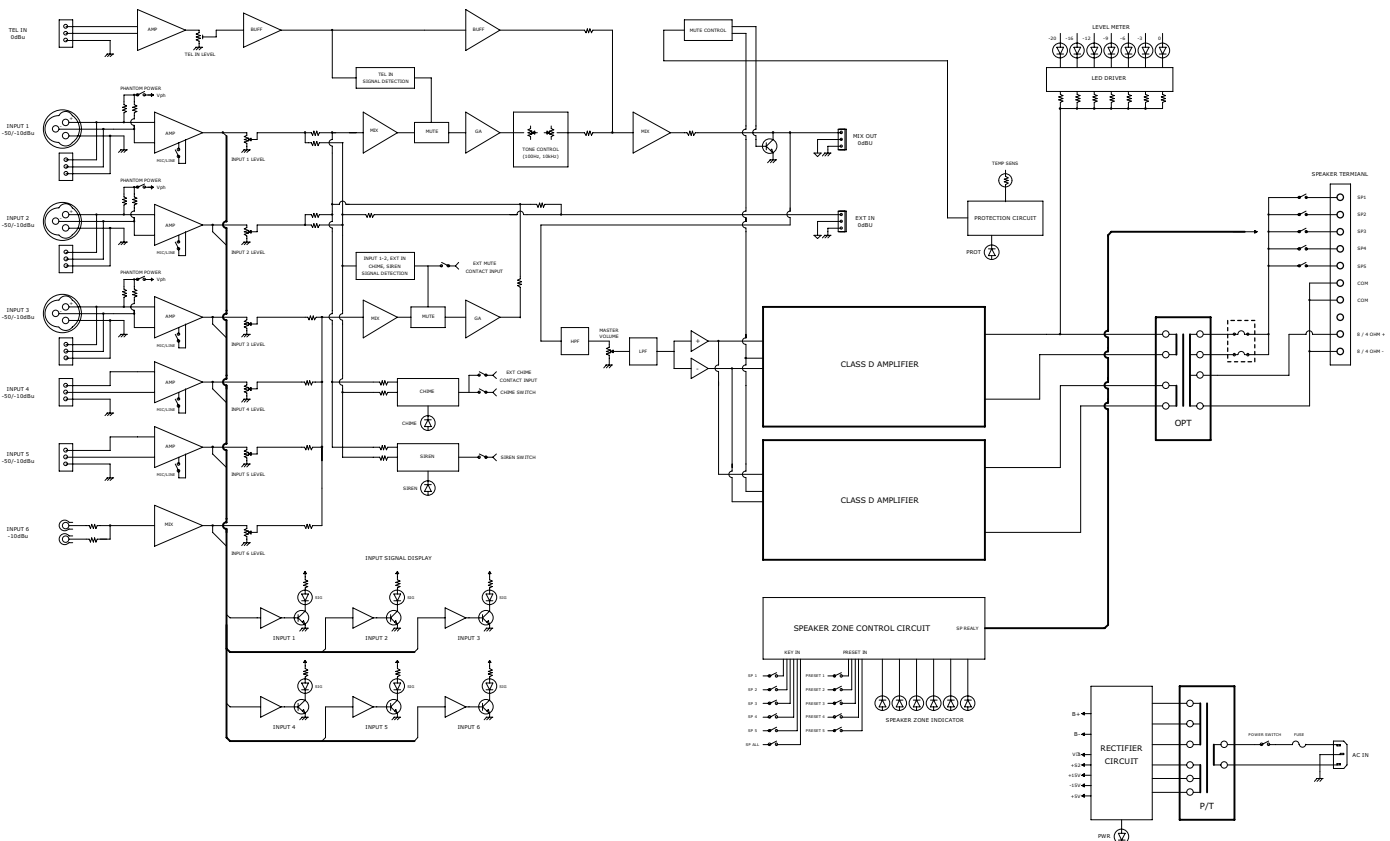 TEL IN
0dBu
AMP
TEL IN LEVEL
BUFF
BUFF
MUTE CONTROL
LEVEL METER
-20 -16 -12 -9 -6 -3 0
LED DRIVER
TEL IN
SIGNAL DETECTION
PHANTOM POWER
Vph
INPUT 1
-50/-10dBu
AMP
MIC/LINE
INPUT 1 LEVEL
MIX
MUTE
GA
TONE CONTROL
(100Hz, 10kHz)
MIX
MIX OUT
0dBU
TEMP SENS
PROTECTION CIRCUIT
PROT
SPEAKER TERMIANL
SP1
SP2
SP3
SP4
SP5
COM
COM
8 / 4 OHM +
8 / 4 OHM -
PHANTOM POWER
Vph
INPUT 2
-50/-10dBu
AMP
MIC/LINE
INPUT 2 LEVEL
EXT IN
0dBU
INPUT 1-2, EXT IN
CHIME, SIREN
SIGNAL DETECTION
EXT MUTE
CONTACT INPUT
PHANTOM POWER
Vph
INPUT 3
-50/-10dBu
AMP
MIC/LINE
INPUT 3 LEVEL
MIX
MUTE
GA
HPF
MASTER
VOLUME
LPF
+
-
CLASS D AMPLIFIER
OPT
INPUT 4
-50/-10dBu
AMP
MIC/LINE
INPUT 4 LEVEL
CHIME
EXT CHIME
CONTACT INPUT
CHIME SWITCH
CHIME
INPUT 5
-50/-10dBu
AMP
MIC/LINE
INPUT 5 LEVEL
SIREN
SIREN SWITCH
SIREN
CLASS D AMPLIFIER
INPUT 6
-10dBu
MIX
INPUT 6 LEVEL
INPUT SIGNAL DISPLAY
SIG
SIG
SIG
INPUT 1
INPUT 2
INPUT 3
SIG
SIG
SIG
INPUT 4
INPUT 5
INPUT 6
SPEAKER ZONE CONTROL CIRCUIT
SP REALY
KEY IN
PRESET IN
SP 1
SP 2
SP 3
SP 4
SP 5
SP ALL
PRESET 1
PRESET 2
PRESET 3
PRESET 4
PRESET 5
SPEAKER ZONE INDICATOR
B+
B-
+15V
-15V
+5V
RECTIFIER
CIRCUIT
PWR
P/T
POWER SWITCH
FUSE
AC IN